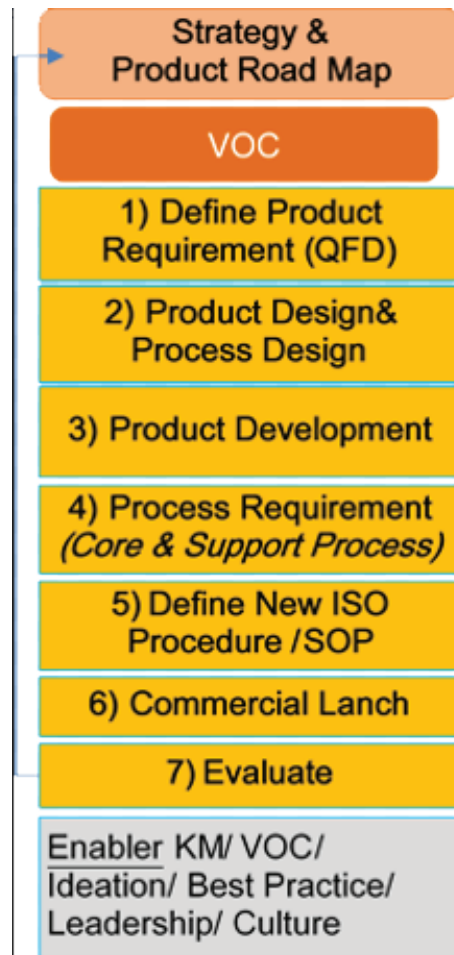 Strategy &
Product Road Map
VOC
1) Define Product
Requirement (QFD)
2) Product Design&
Process Design
3) Product Development
4) Process Requirement
(Core & Support Process)
5) Define New ISO
Procedure /SOP
6) Commercial Lanch
7) Evaluate
Enabler KM/ VOC/
Ideation/ Best Practice/
Leadership/ Culture